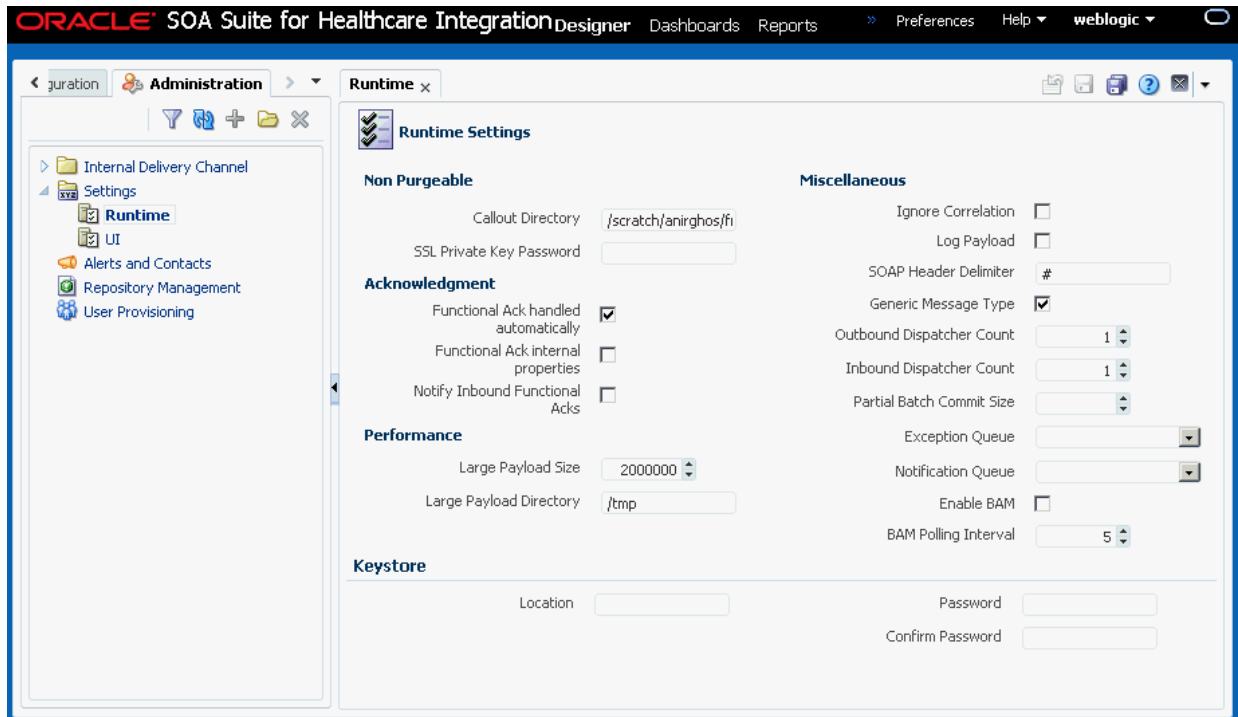 ORACLE SOA Suite for Healthcare Integration Designer Dashboards Reports » Preferences Help weblogic
guration Administration
Runtime x
Runtime Settings
Internal Delivery Channel
Settings
Runtime
UI
Alerts and Contacts
Repository Management
User Provisioning
Non Purgeable
Callout Directory /scratch/anirghos/f
SSL Private Key Password
Acknowledgment
Functional Ack handled
automatically
Functional Ack internal
properties
Notify Inbound Functional
Acks
Performance
Large Payload Size 2000000
Large Payload Directory /tmp
Miscellaneous
Ignore Correlation
Log Payload
SOAP Header Delimiter #
Generic Message Type
Outbound Dispatcher Count 1
Inbound Dispatcher Count 1
Partial Batch Commit Size
Exception Queue
Notification Queue
Enable BAM
BAM Polling Interval 5
Keystore
Location
Password
Confirm Password